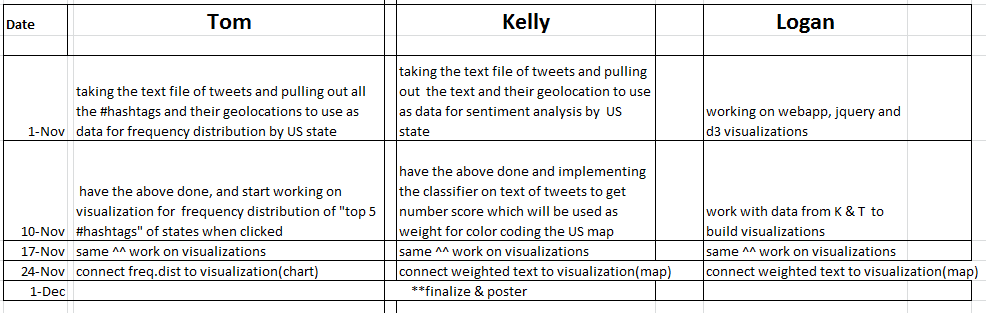 Date Tom Kelly Logan
taking the text file of tweets and pulling out all
the #hashtags and their geolocations to use as
1-Nov data for frequency distribution by US state
taking the text file of tweets and pulling
out the text and their geolocation to use
as data for sentiment analysis by US
state
working on webapp, jquery and
d3 visualizations
have the above done, and start working on
visualization for frequency distribution of "top 5
10-Nov #hashtags" of states when clicked
have the above done and implementing
the classifier on text of tweets to get
number score which will be used as
weight for color coding the US map
work with data from K & T to
build visualizations
17-Nov same ^^ work on visualizations same ^^ work on visualizations same ^^ work on visualizations
24-Nov connect freq.dist to visualization(chart) connect weighted text to visualization(map) connect weighted text to visualization(map)
1-Dec **finalize & poster